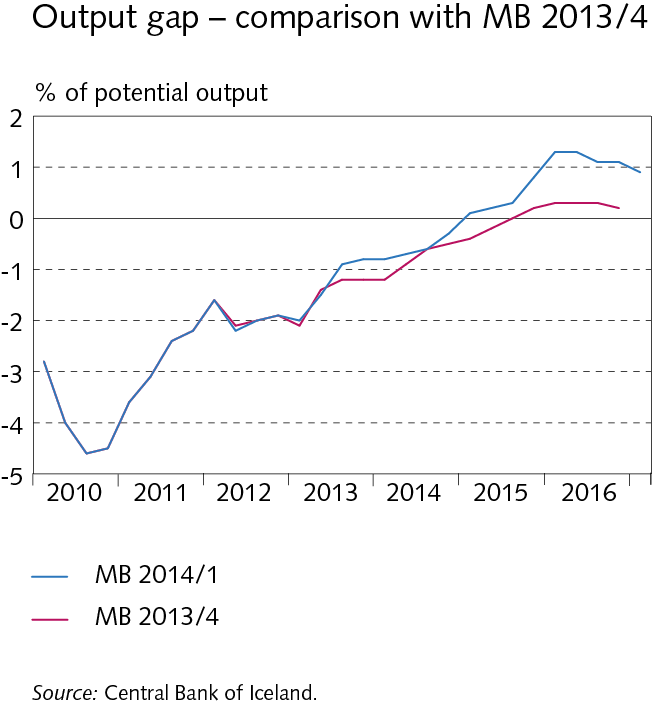 Output gap – comparison with MB 2013/4
% of potential output
2
1
0
-1
-2
-3
-4
-5
2010 2011 2012 2013 2014 2015 2016
MB 2014/1
MB 2013/4
Source: Central Bank of Iceland.